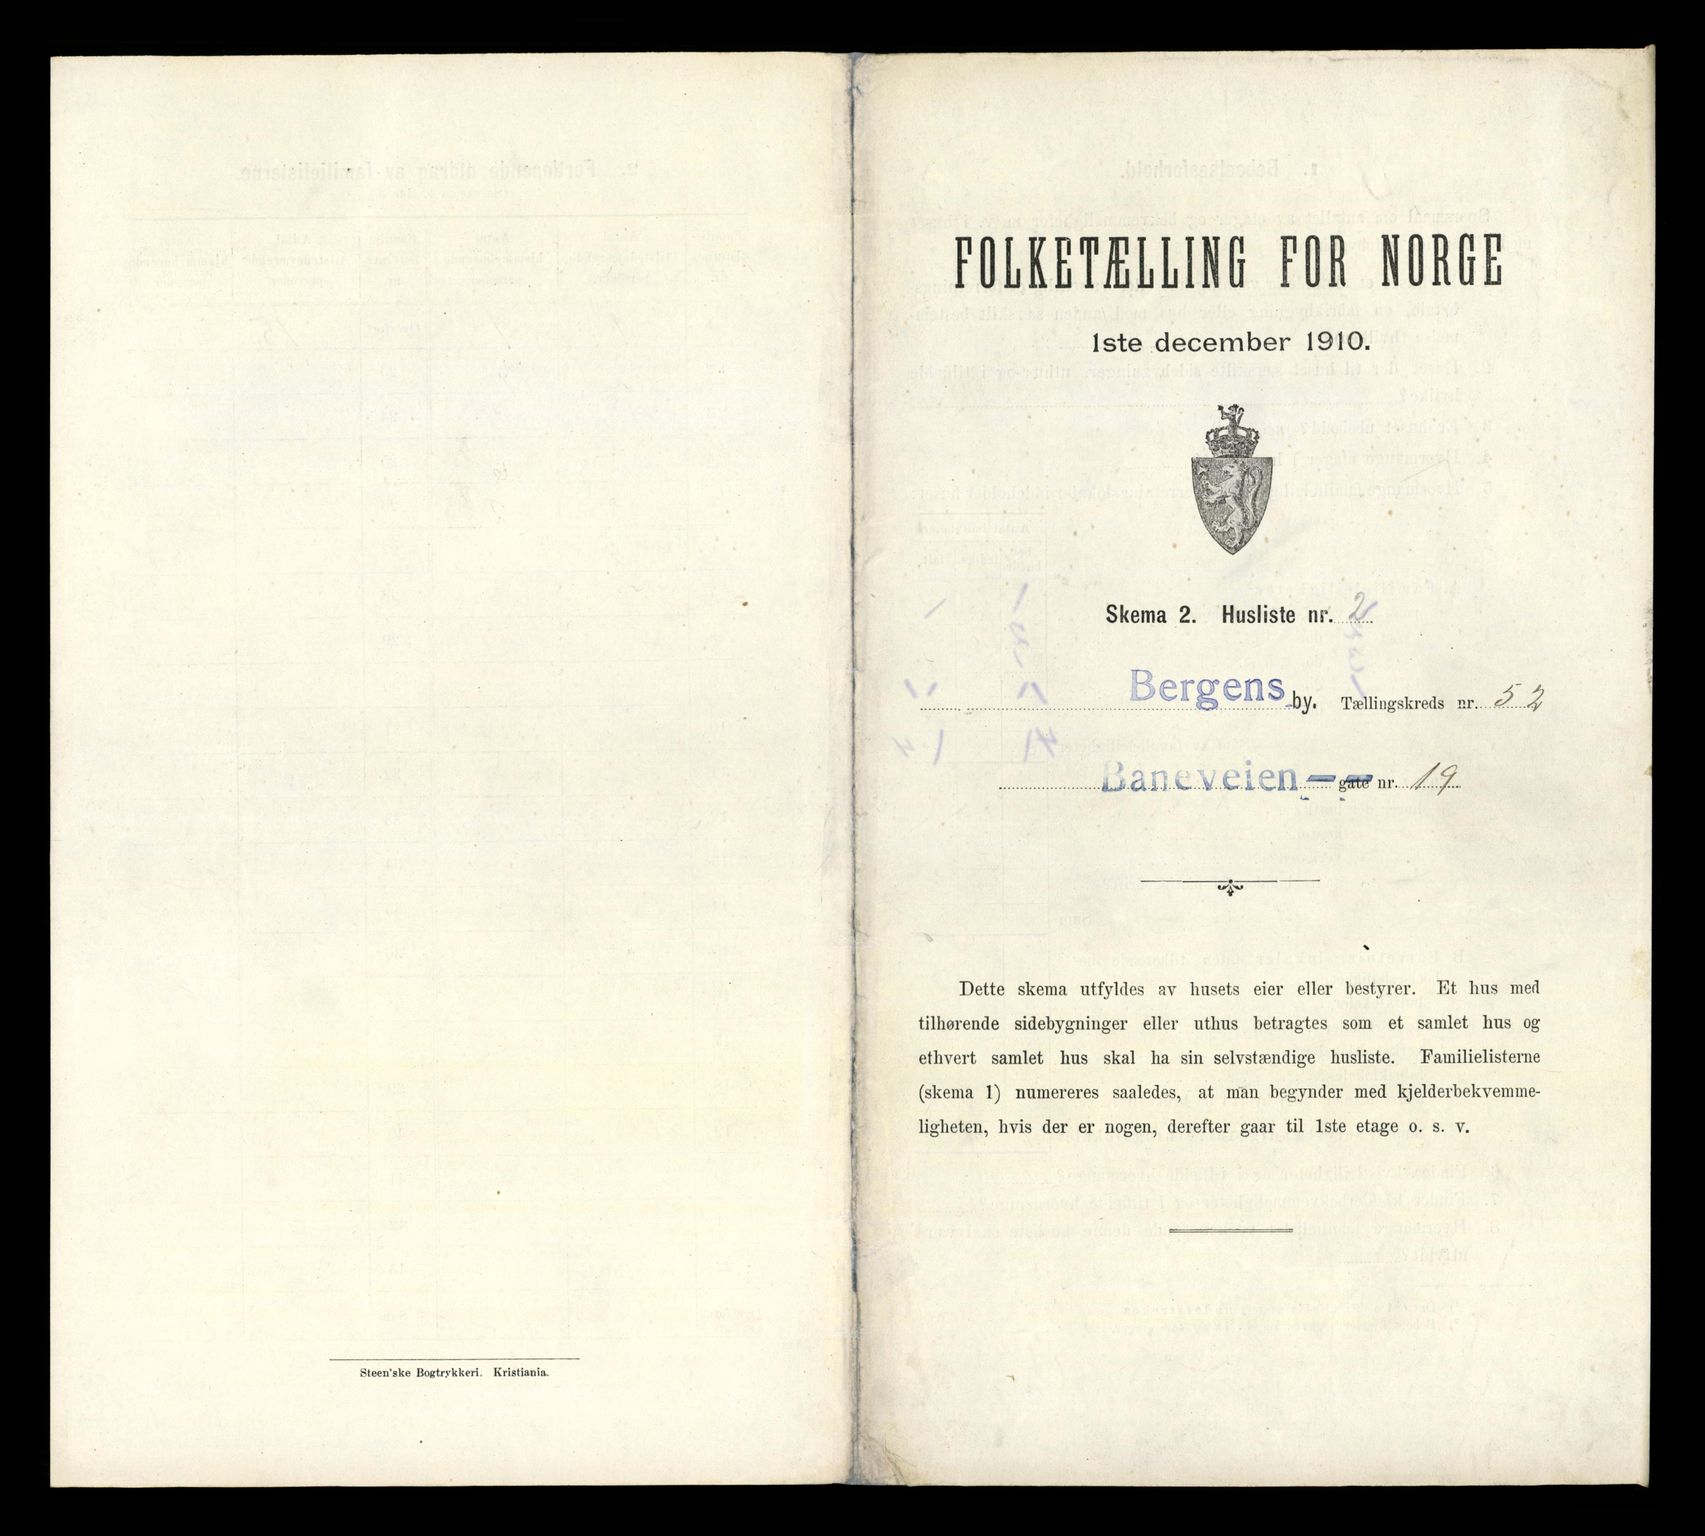 FOLKETÆLLING FOR NORGE
1ste december 1910.
Skema 2. Husliste nr. 2
Bergens by. Tællingskreds nr. 52
Baneveien gate nr. 19
Dette skema utfyldes av husets eier eller bestyrer. Et hus med
tilhørende sidebygninger eller uthus betragtes som et samlet hus og
ethvert samlet hus skal ha sin selvstændige husliste. Familielisterne
(skema 1) numereres saaledes, at man begynder med kjelderbekvemme-
ligheten, hvis der er nogen, derefter gaar til 1ste etage o. s. v.
Steen'ske Bogtrykkeri. Kristiania.